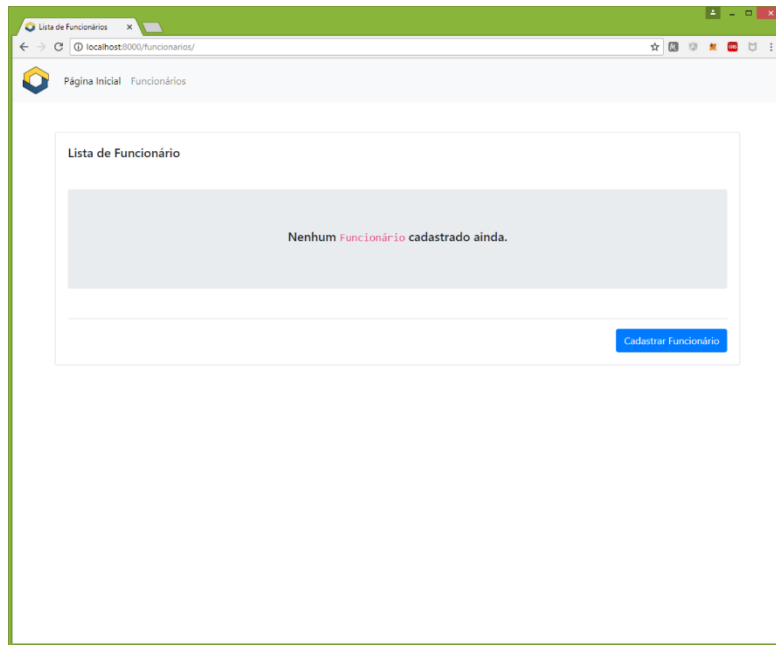 Lista de Funcionários
localhost:8000/funcionarios/
Página Inicial Funcionários
Lista de Funcionário
Nenhum Funcionário cadastrado ainda.
Cadastrar Funcionário